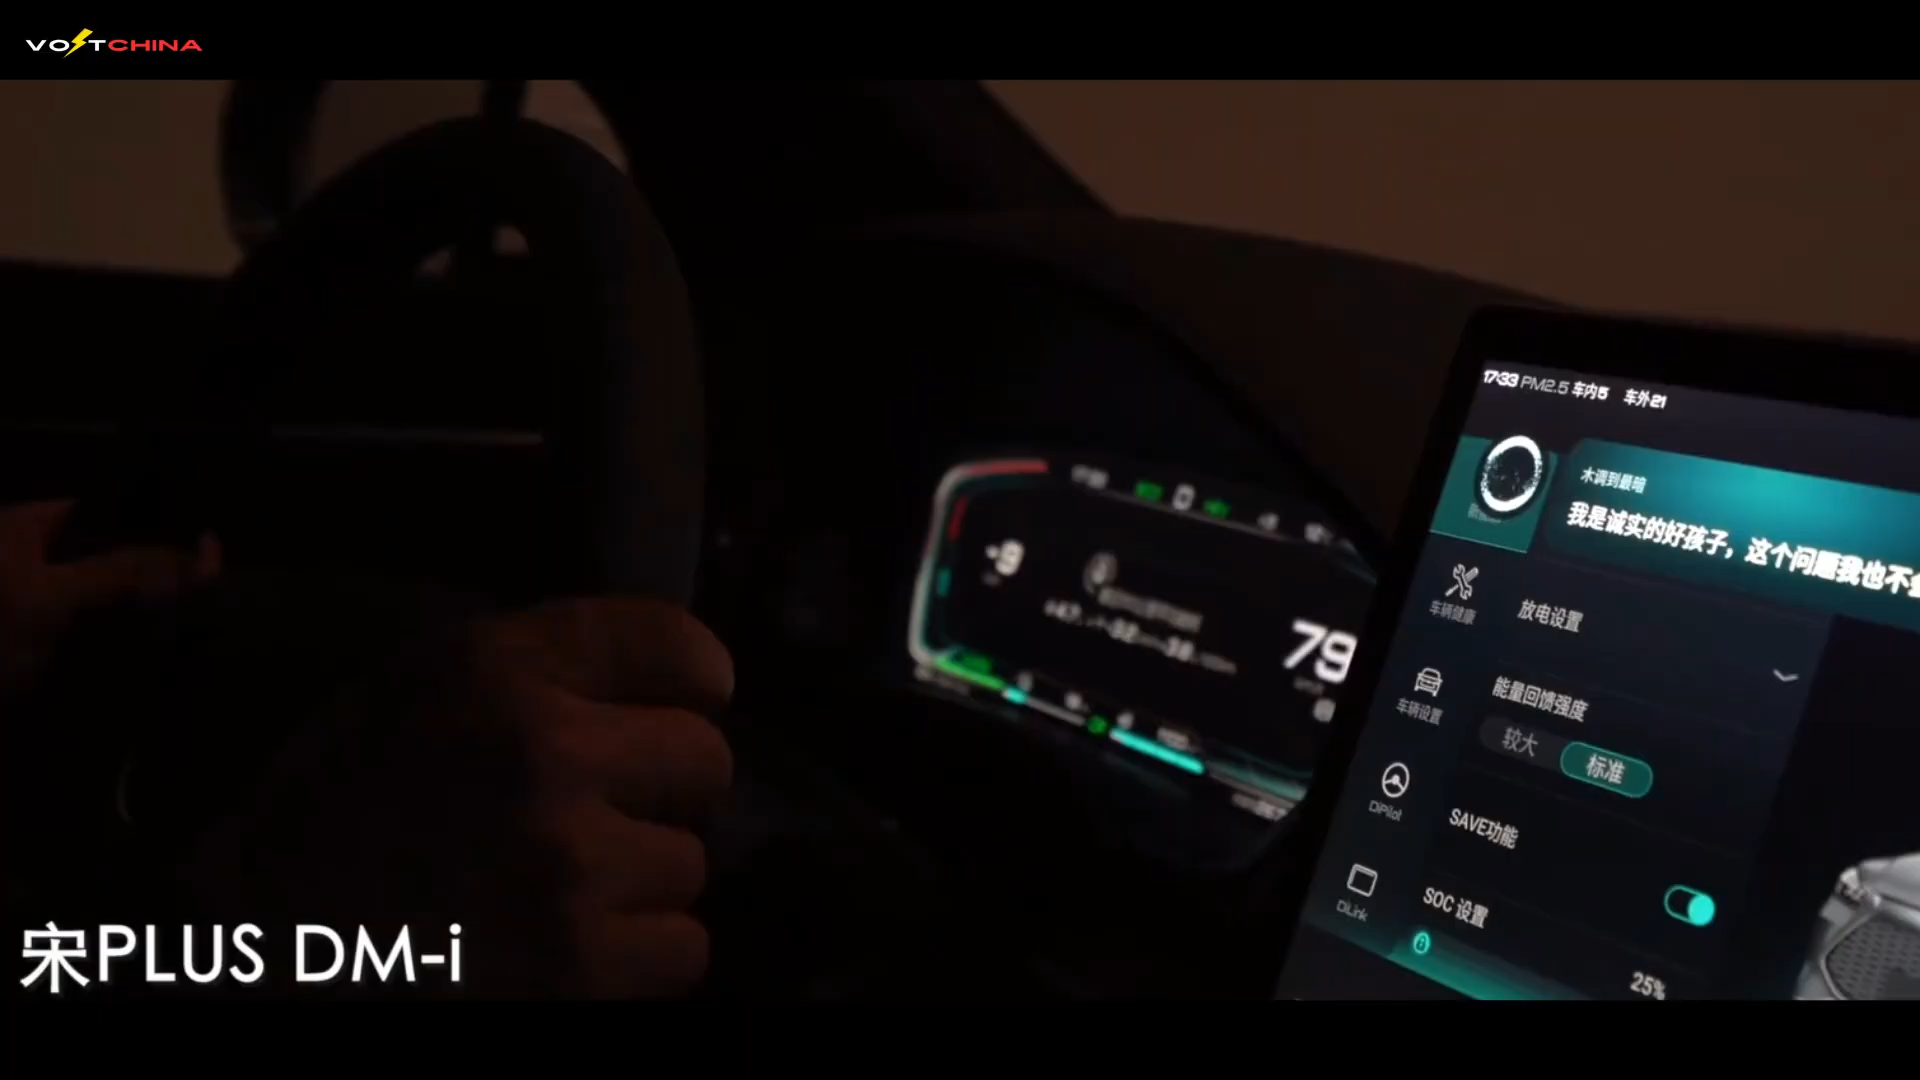 VOLTCHINA
17:33 PM2.5 车内5 车外21
木调到最暗
我是诚实的好孩子，这个问题我也不
车辆健康
放电设置
车辆设置
能量回馈强度
较大 标准
DiPilot
SAVE功能
DiLink
SOC 设置
25%
-9
79
宋PLUS DM-i